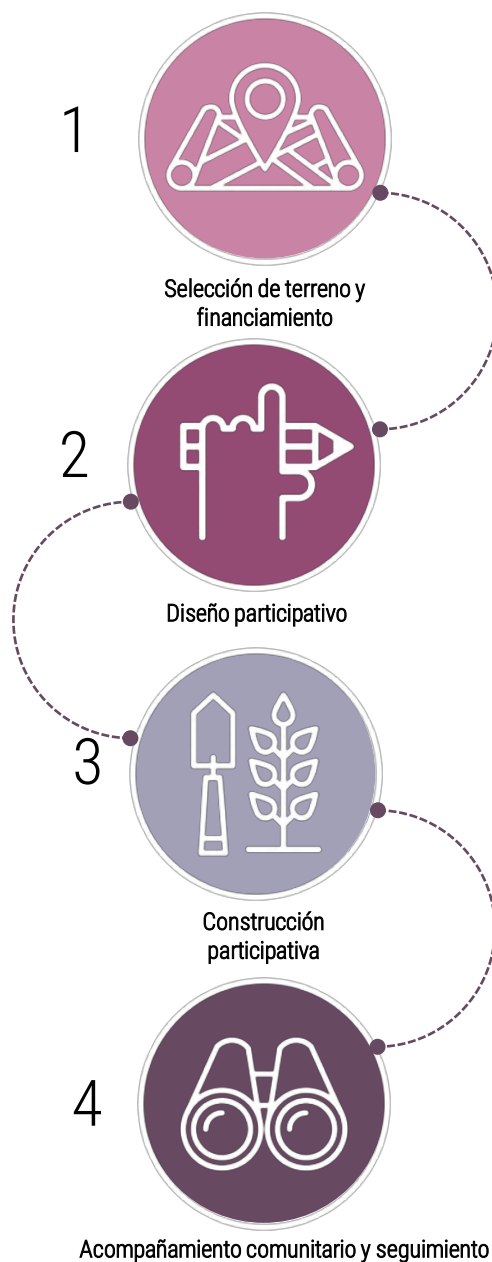 1
Selección de terreno y
financiamiento
2
Diseño participativo
3
Construcción
participativa
4
Acompañamiento comunitario y seguimiento